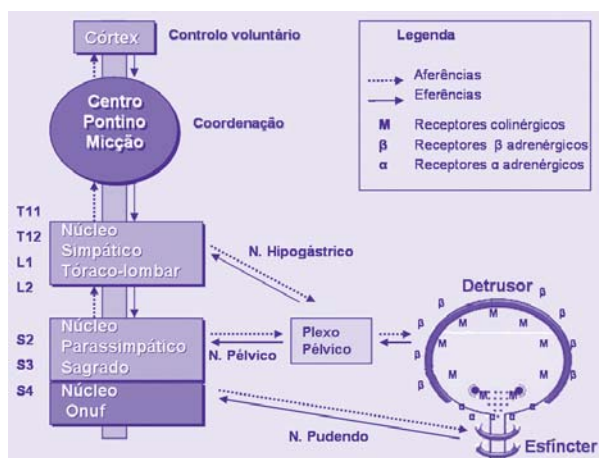 Córtex
Controlo voluntário
Centro
Pontino
Micção
Coordenação
Legenda
Aferências
Eferências
M Receptores colinérgicos
β Receptores β adrenérgicos
α Receptores α adrenérgicos
T11
T12
L1
L2
Núcleo
Simpático
Tóraco-lombar
N. Hipogástrico
S2
S3
S4
Núcleo
Parassimpático
Sagrado
Núcleo
Onuf
N. Pélvico
Plexo
Pélvico
N. Pudendo
Detrusor
β β
β β
β β
β β
M M M
M M
M M
M M
α α
α α
Esfíncter